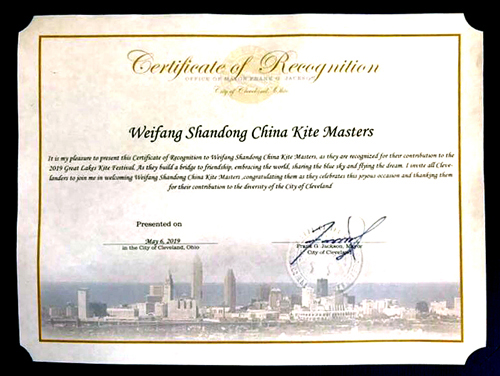 Certificate of Recognition
OFFICE OF MAYOR FRANK G. JACKSON
City of Cleveland, Ohio
Weifang Shandong China Kite Masters
It is my pleasure to present this Certificate of Recognition to Weifang Shandong China Kite Masters, as they are recognized for their contribution to the
2019 Great Lakes Kite Festival. As they build a bridge to friendship, embracing the world, sharing the blue sky and flying the dream. I invite all Cleve-
landers to join me in welcoming Weifang Shandong China Kite Masters ,congratulating them as they celebrates this joyous occasion and thanking them
for their contribution to the diversity of the City of Cleveland
Presented on
May 6, 2019
in the City of Cleveland, Ohio
Frank G. Jackson, Mayor
City of Cleveland